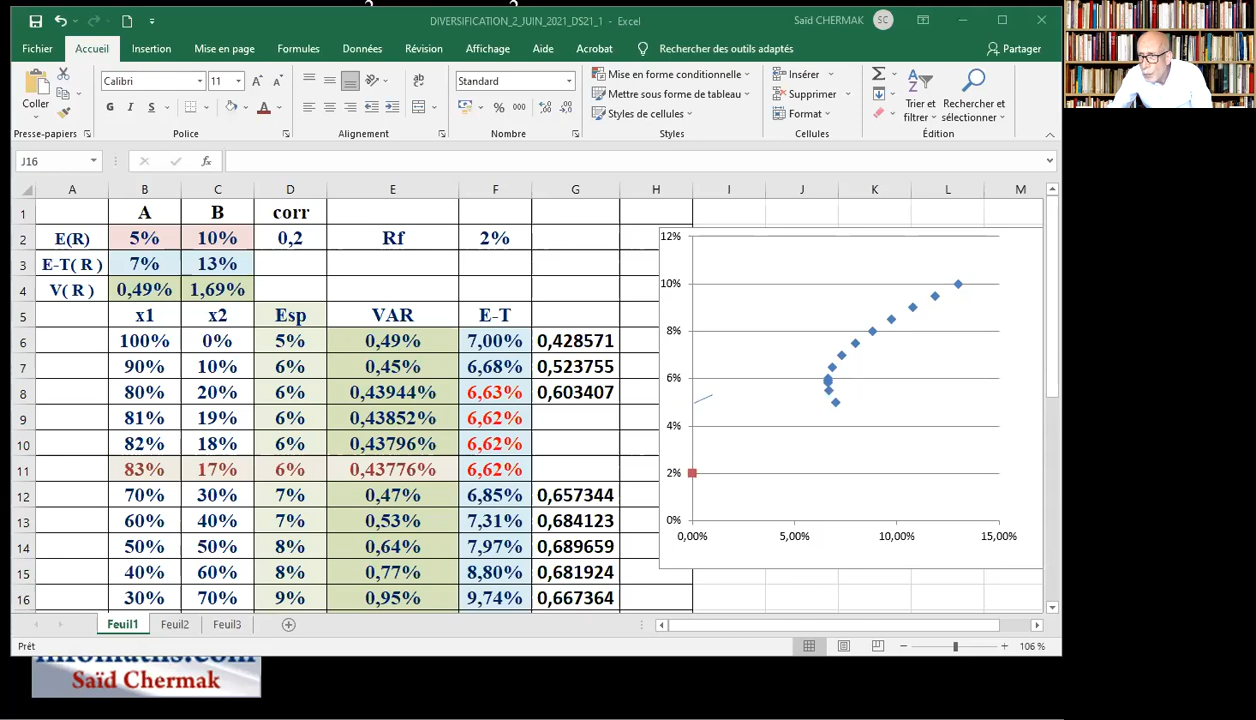 DIVERSIFICATION_2_JUIN_2021_DS21_1 - Excel
Saïd CHERMAK SC
Fichier Accueil Insertion Mise en page Formules Données Révision Affichage Aide Acrobat Rechercher des outils adaptés Partager
Coller
Calibri 11
G I S
Standard
% 000
Mise en forme conditionnelle
Mettre sous forme de tableau
Styles de cellules
Insérer
Supprimer
Format
Trier et filtrer
Rechercher et sélectionner
Presse-papiers Police Alignement Nombre Styles Cellules Édition
J16 fx
A B C D E F G H I J K L M
1 A B corr
2 E(R) 5% 10% 0,2 Rf 2%
3 E-T( R ) 7% 13%
4 V( R ) 0,49% 1,69%
5 x1 x2 Esp VAR E-T
6 100% 0% 5% 0,49% 7,00% 0,428571
7 90% 10% 6% 0,45% 6,68% 0,523755
8 80% 20% 6% 0,43944% 6,63% 0,603407
9 81% 19% 6% 0,43852% 6,62%
10 82% 18% 6% 0,43796% 6,62%
11 83% 17% 6% 0,43776% 6,62%
12 70% 30% 7% 0,47% 6,85% 0,657344
13 60% 40% 7% 0,53% 7,31% 0,684123
14 50% 50% 8% 0,64% 7,97% 0,689659
15 40% 60% 8% 0,77% 8,80% 0,681924
16 30% 70% 9% 0,95% 9,74% 0,667364
12%
10%
8%
6%
4%
2%
0%
0,00% 5,00% 10,00% 15,00%
Feuil1 Feuil2 Feuil3
Prêt 106 %
infomaths.com
Saïd Chermak